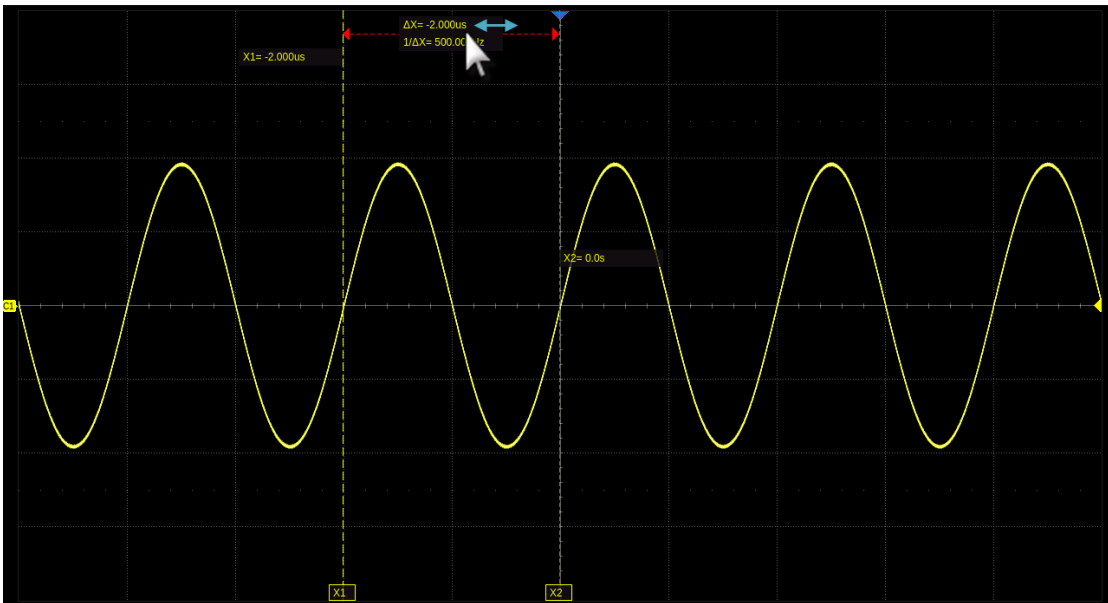 ΔX= -2.000us
1/ΔX= 500.00
X1= -2.000us
X2= 0.0s
C1
X1
X2